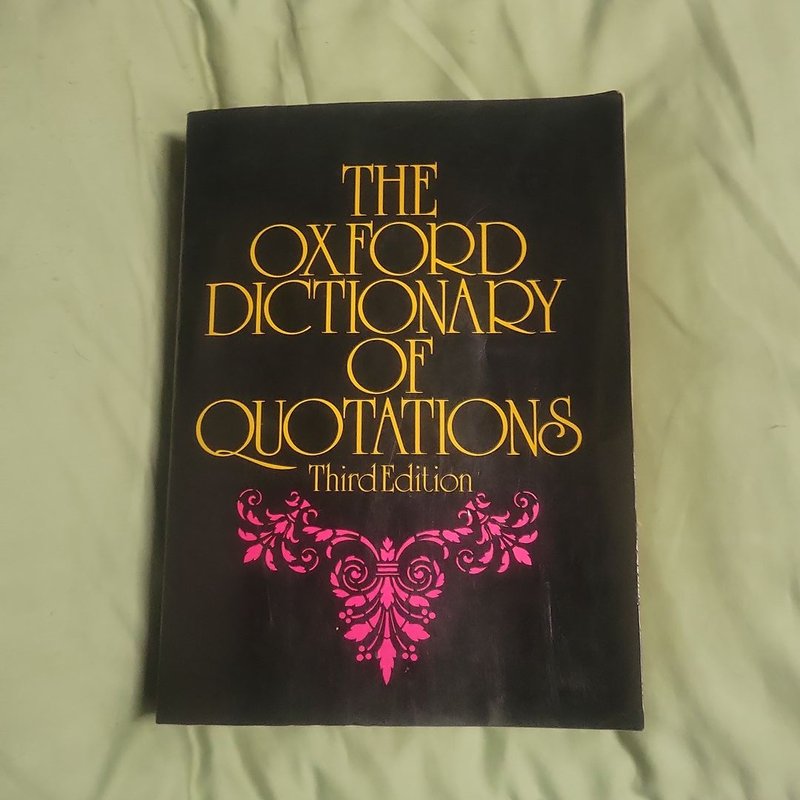 THE
OXFORD
DICTIONARY
OF
QUOTATIONS
Third Edition